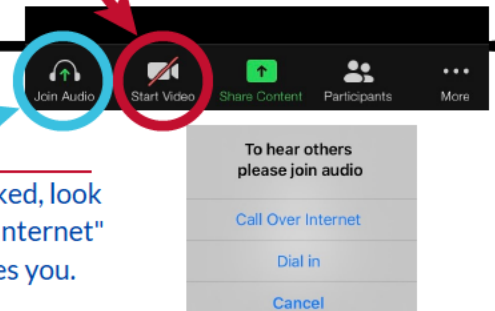 Join Audio Start Video Share Content Participants More
To hear others
please join audio
Call Over Internet
Dial in
Cancel
ked, look
nternet"
es you.